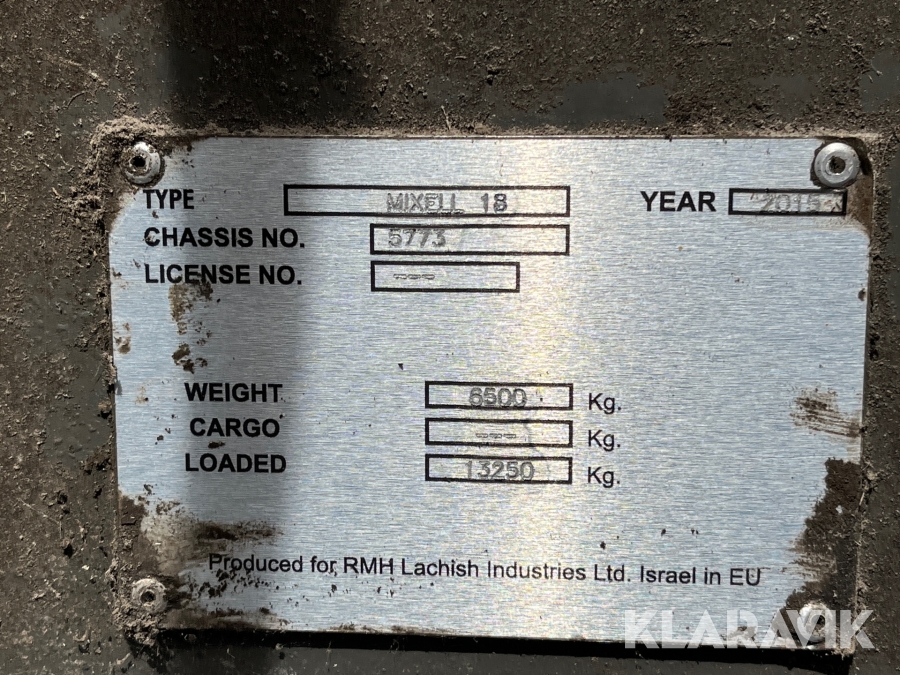 TYPE MIXELL 18 YEAR 2015
CHASSIS NO. 5773
LICENSE NO. ---
WEIGHT 6500 Kg.
CARGO --- Kg.
LOADED 13250 Kg.
Produced for RMH Lachish Industries Ltd. Israel in EU
KLARAVIK